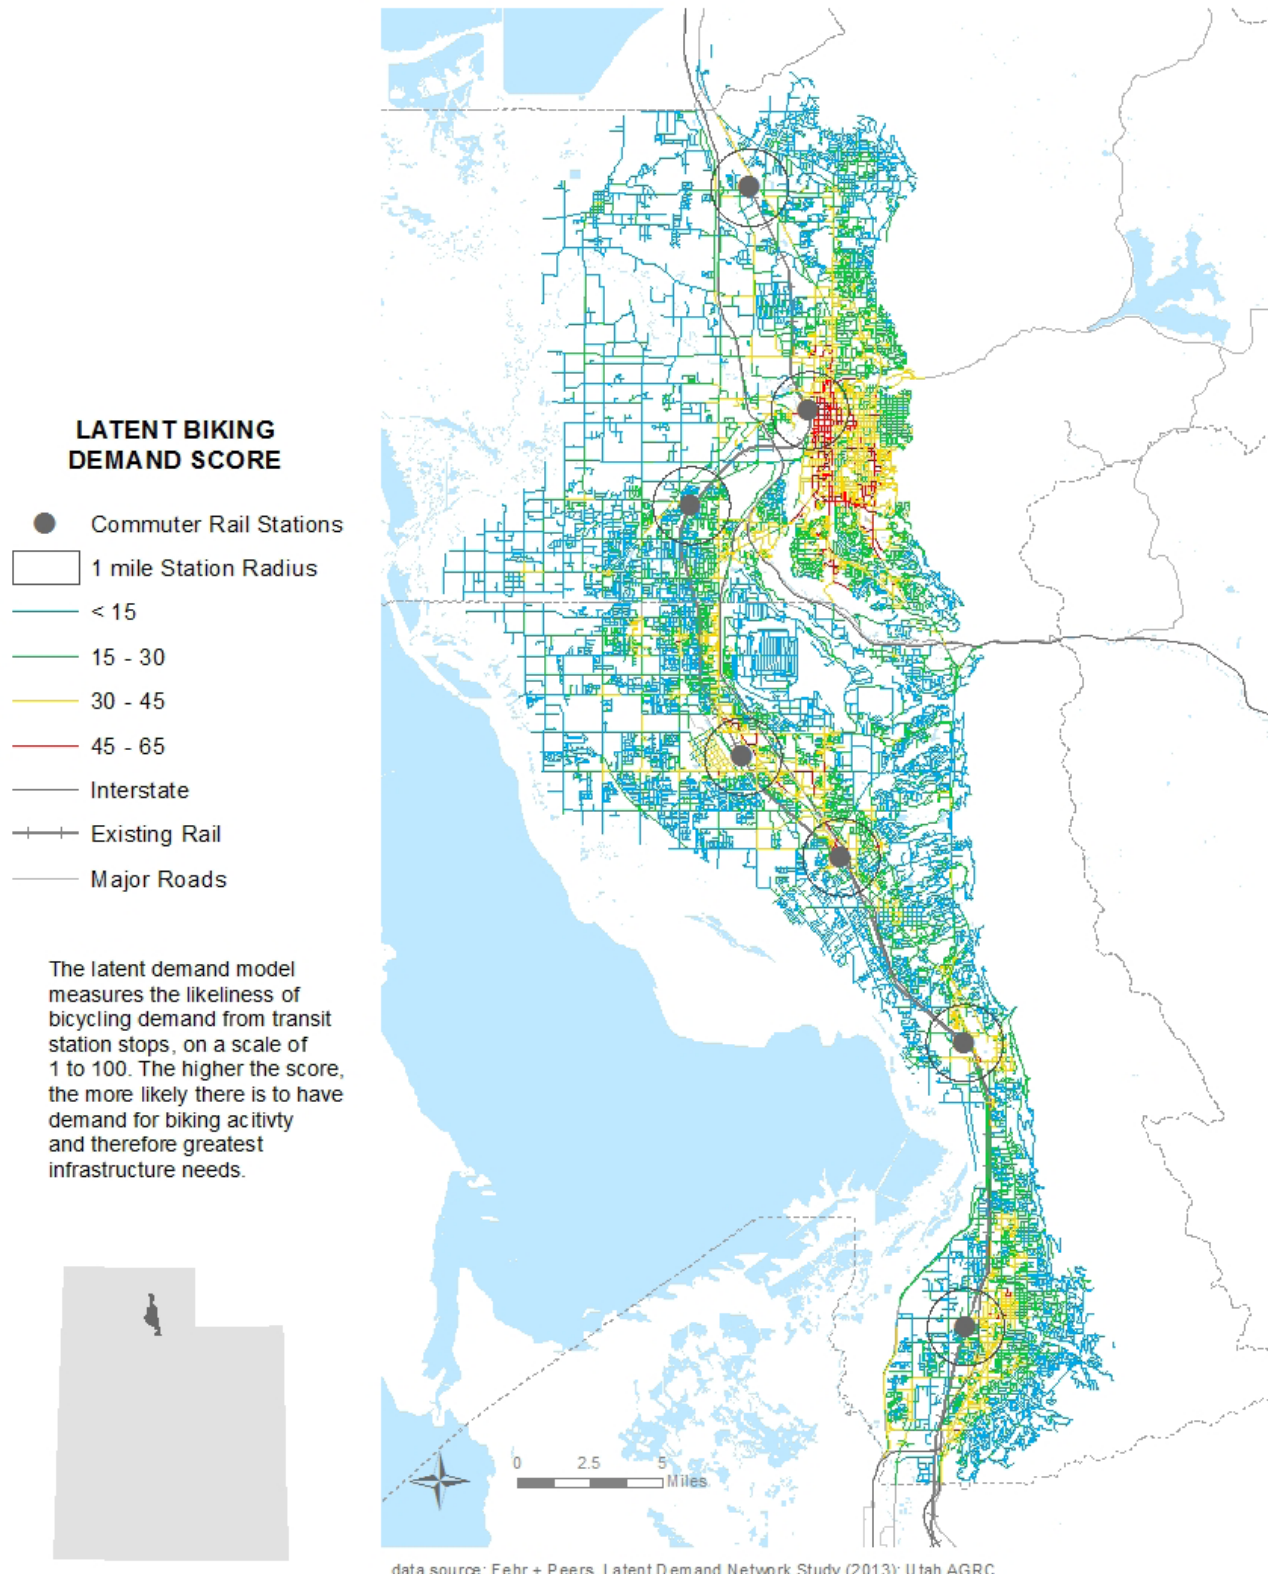 LATENT BIKING
DEMAND SCORE
Commuter Rail Stations
1 mile Station Radius
< 15
15 - 30
30 - 45
45 - 65
Interstate
Existing Rail
Major Roads
The latent demand model
measures the likeliness of
bicycling demand from transit
station stops, on a scale of
1 to 100. The higher the score,
the more likely there is to have
demand for biking acitivty
and therefore greatest
infrastructure needs.
0 2.5 5
Miles
data source: Fehr + Peers, Latent Demand Network Study (2013); Utah AGRC